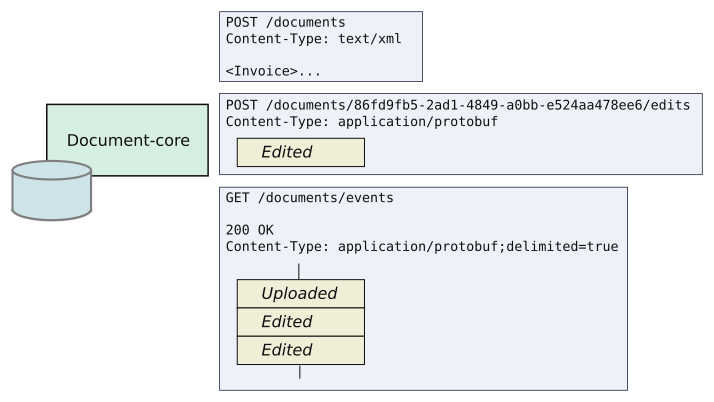 POST /documents
Content-Type: text/xml
<Invoice>...
POST /documents/86fd9fb5-2ad1-4849-a0bb-e524aa478ee6/edits
Content-Type: application/protobuf
Edited
Document-core
GET /documents/events
200 OK
Content-Type: application/protobuf;delimited=true
Uploaded
Edited
Edited